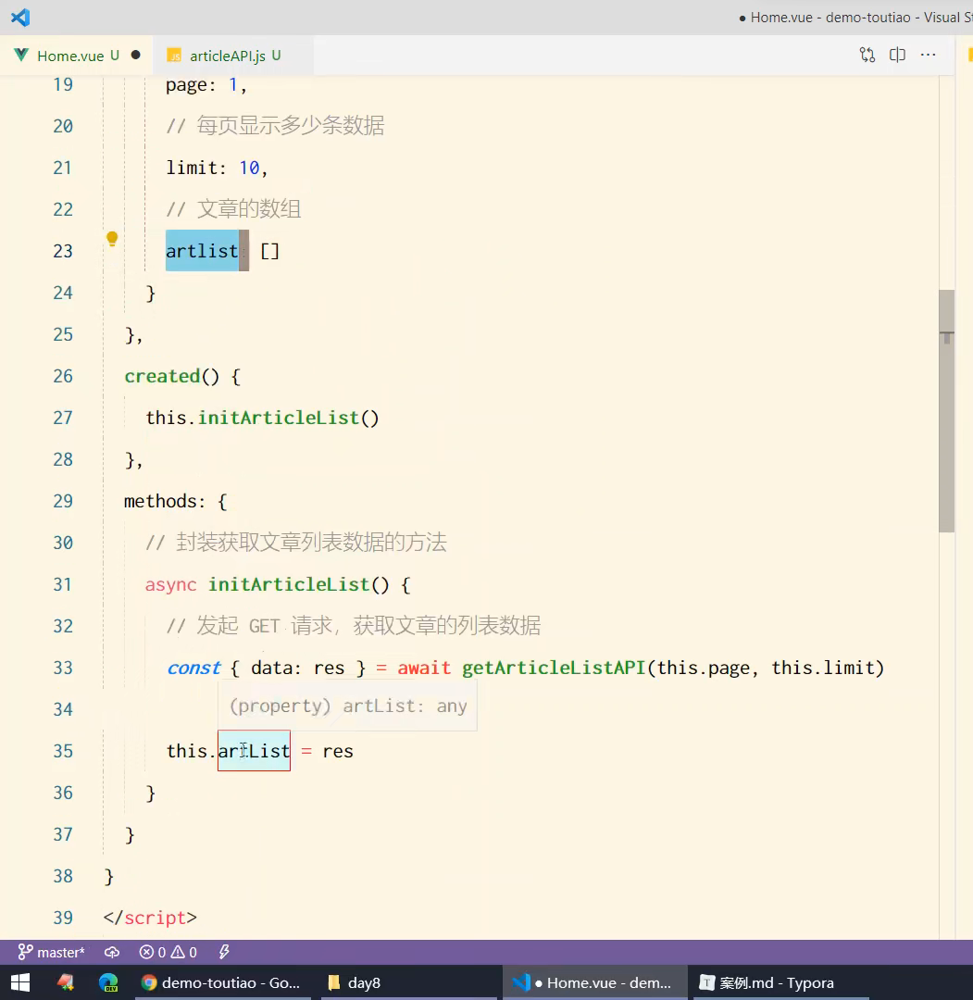 ● Home.vue - demo-toutiao - Visual St
Home.vue U ● articleAPI.js U
19 page: 1,
20 // 每页显示多少条数据
21 limit: 10,
22 // 文章的数组
23 artlist: []
24 }
25 },
26 created() {
27 this.initArticleList()
28 },
29 methods: {
30 // 封装获取文章列表数据的方法
31 async initArticleList() {
32 // 发起 GET 请求，获取文章的列表数据
33 const { data: res } = await getArticleListAPI(this.page, this.limit)
34 (property) artList: any
35 this.artList = res
36 }
37 }
38 }
39 </script>
master* 0 0
demo-toutiao - Go... day8 ● Home.vue - dem... 案例.md - Typora